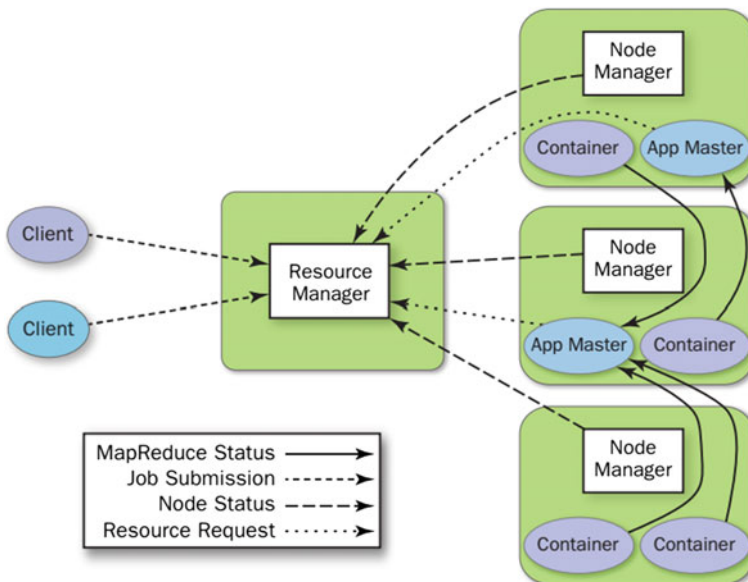 Node
Manager
Container
App Master
Client
Resource
Manager
Client
Node
Manager
App Master
Container
Node
Manager
Container
Container
MapReduce Status
Job Submission
Node Status
Resource Request